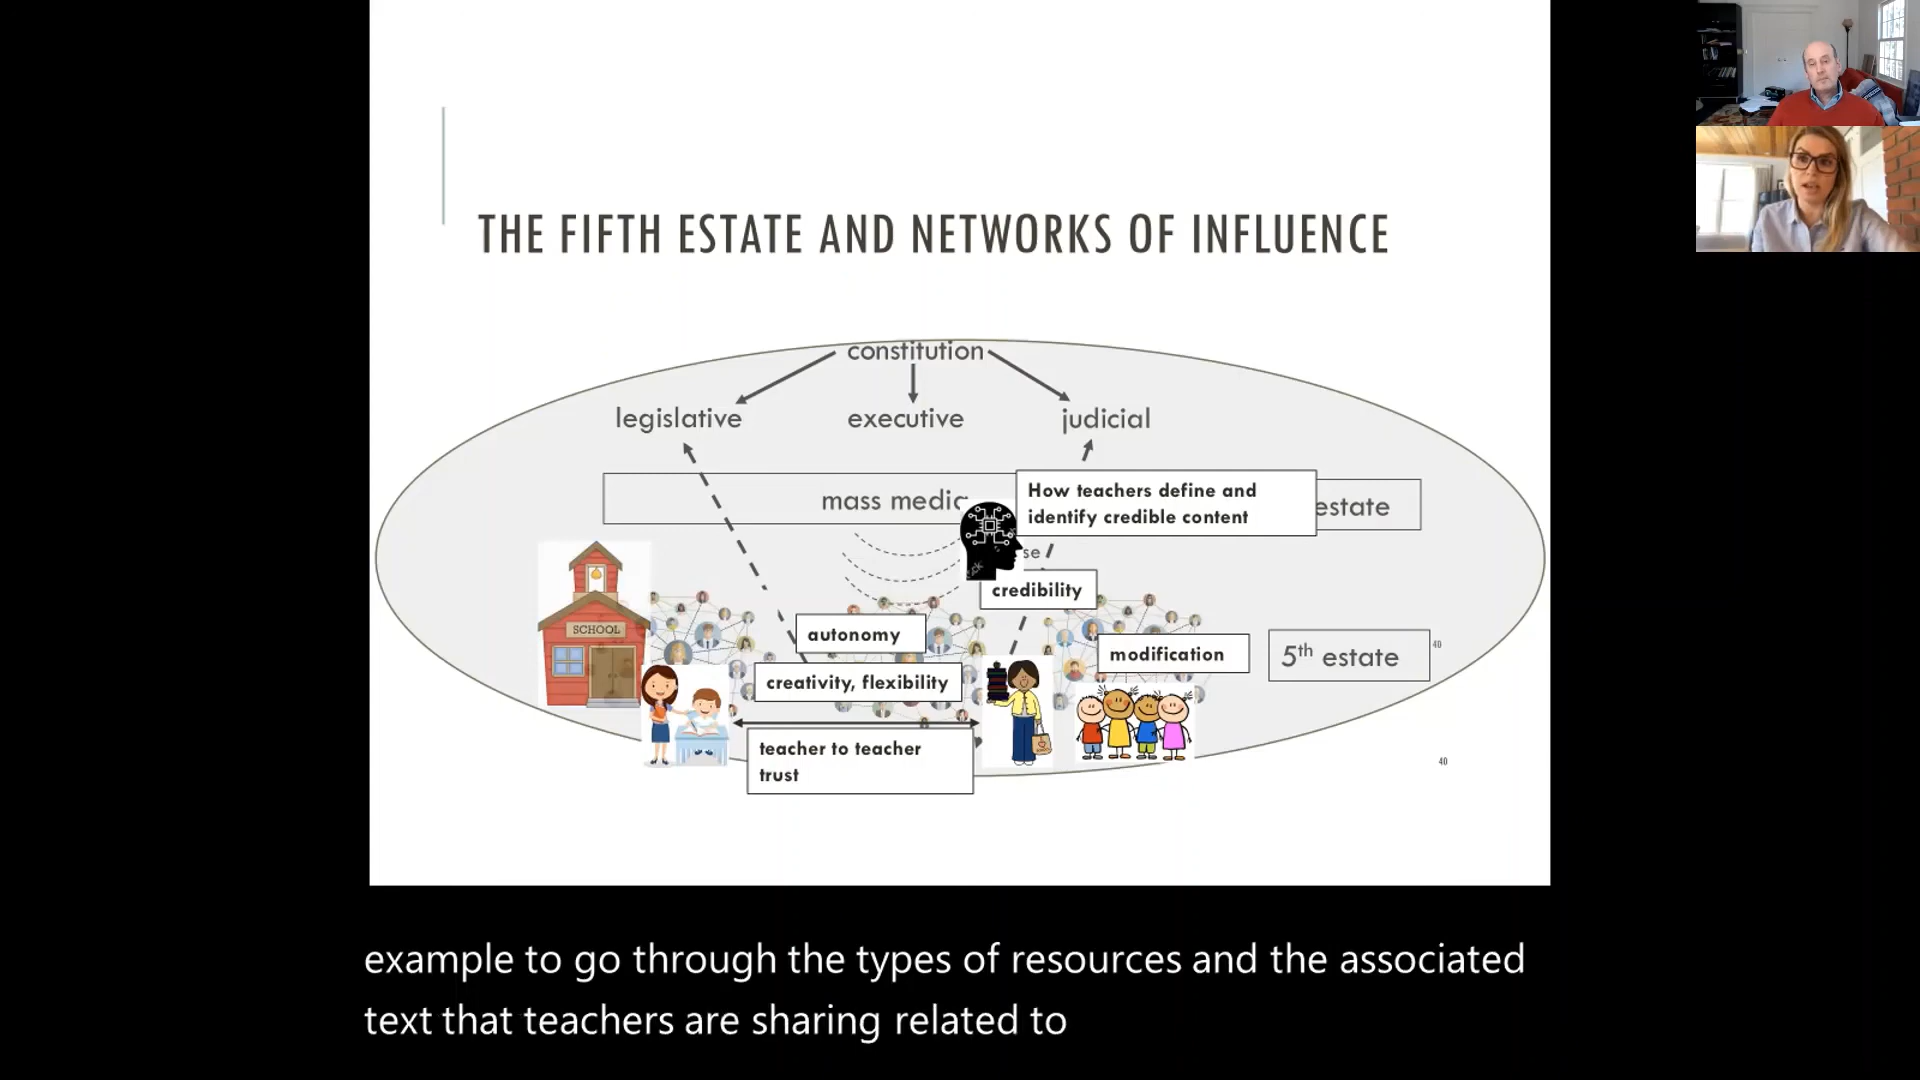 THE FIFTH ESTATE AND NETWORKS OF INFLUENCE
constitution
legislative
executive
judicial
mass media
How teachers define and
identify credible content
estate
se
credibility
SCHOOL
autonomy
modification
5th estate
40
creativity, flexibility
teacher to teacher
trust
40
example to go through the types of resources and the associated
text that teachers are sharing related to